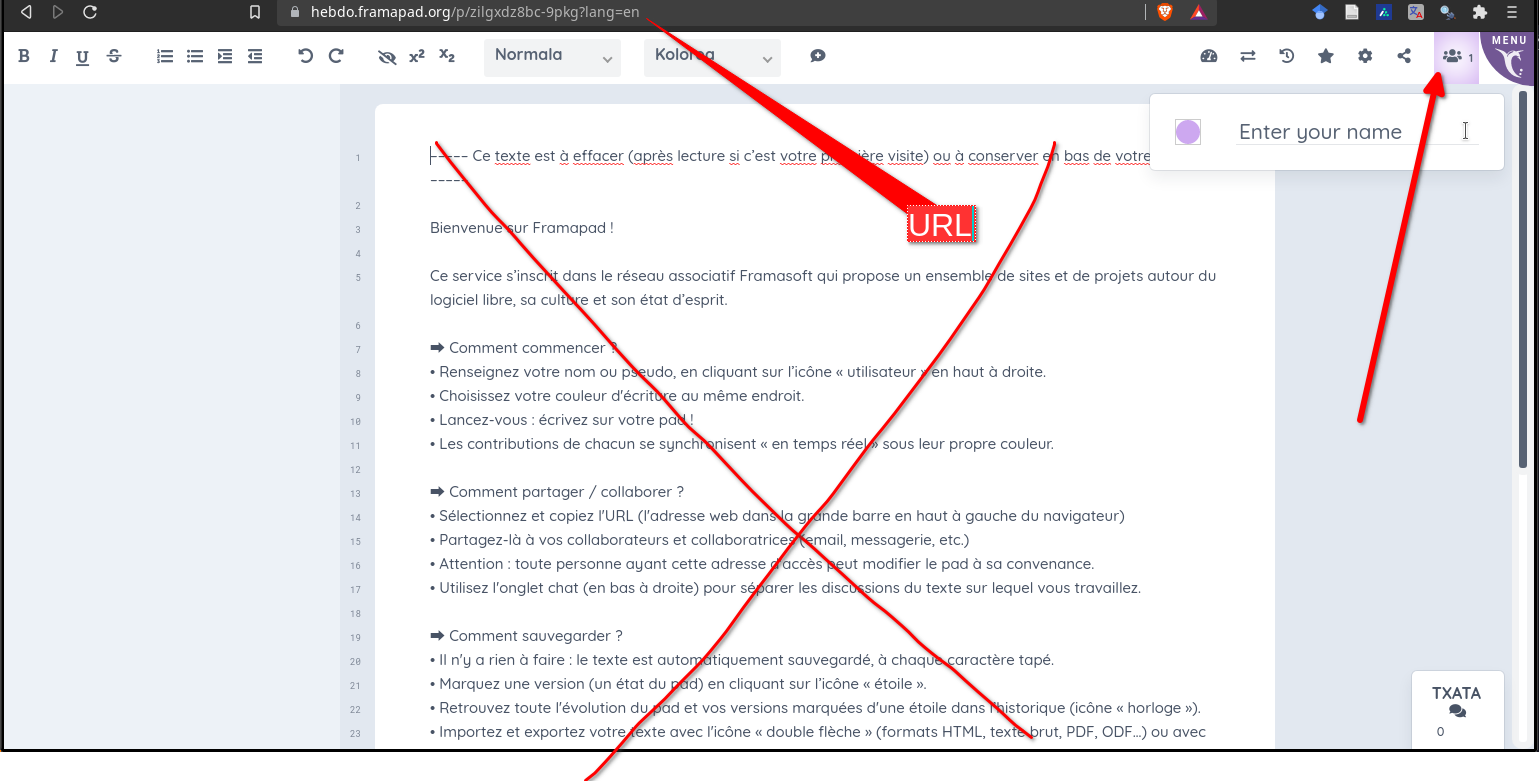 hebdo.framapad.org/p/zilgxdz8bc-9pkg?lang=en
B I U S x² x₂ Normala Kolorea 1 MENU
Enter your name
1 ----- Ce texte est à effacer (après lecture si c'est votre première visite) ou à conserver en bas de votre
-----
URL
2
3 Bienvenue sur Framapad !
4
5 Ce service s'inscrit dans le réseau associatif Framasoft qui propose un ensemble de sites et de projets autour du
logiciel libre, sa culture et son état d'esprit.
6
7 ➡ Comment commencer ?
8 • Renseignez votre nom ou pseudo, en cliquant sur l'icône « utilisateur » en haut à droite.
9 • Choisissez votre couleur d'écriture au même endroit.
10 • Lancez-vous : écrivez sur votre pad !
11 • Les contributions de chacun se synchronisent « en temps réel » sous leur propre couleur.
12
13 ➡ Comment partager / collaborer ?
14 • Sélectionnez et copiez l'URL (l'adresse web dans la grande barre en haut à gauche du navigateur)
15 • Partagez-là à vos collaborateurs et collaboratrices (email, messagerie, etc.)
16 • Attention : toute personne ayant cette adresse d'accès peut modifier le pad à sa convenance.
17 • Utilisez l'onglet chat (en bas à droite) pour séparer les discussions du texte sur lequel vous travaillez.
18
19 ➡ Comment sauvegarder ?
20 • Il n'y a rien à faire : le texte est automatiquement sauvegardé, à chaque caractère tapé.
21 • Marquez une version (un état du pad) en cliquant sur l'icône « étoile ».
22 • Retrouvez toute l'évolution du pad et vos versions marquées d'une étoile dans l'historique (icône « horloge »).
23 • Importez et exportez votre texte avec l'icône « double flèche » (formats HTML, texte brut, PDF, ODF…) ou avec
TXATA
0